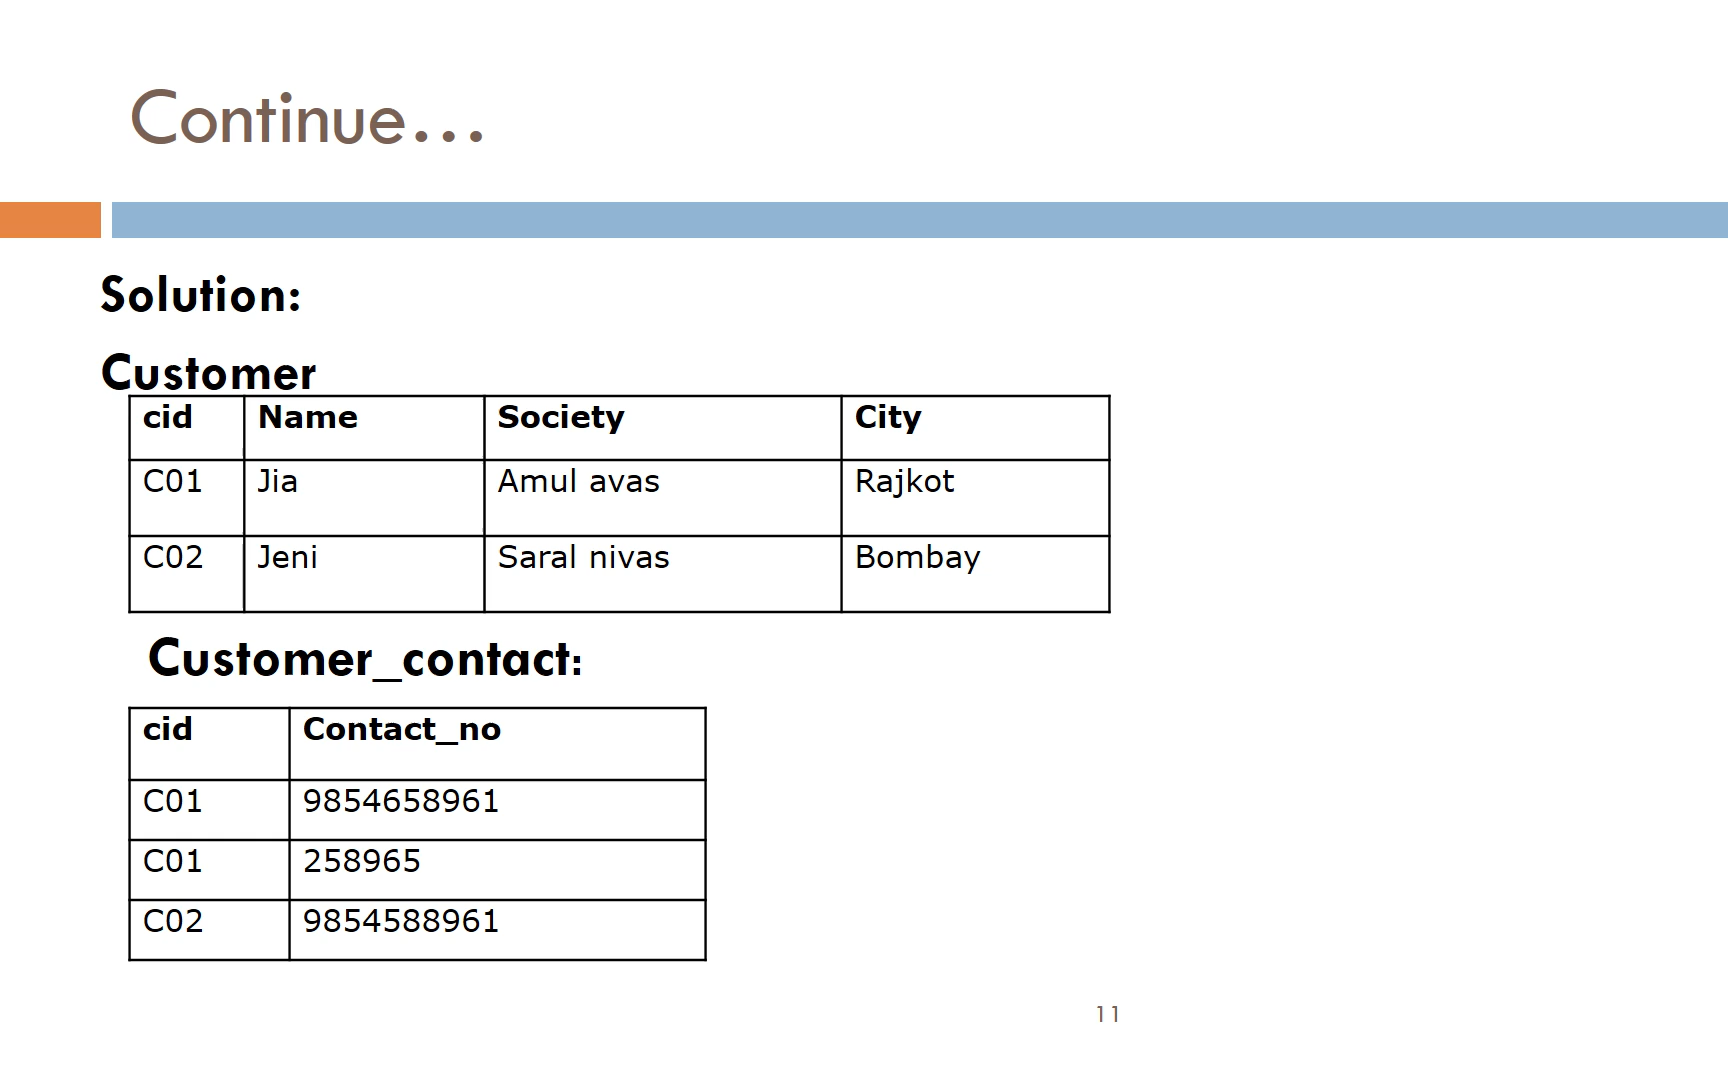 Continue...
Solution:
Customer
cid Name Society City
C01 Jia Amul avas Rajkot
C02 Jeni Saral nivas Bombay
Customer_contact:
cid Contact_no
C01 9854658961
C01 258965
C02 9854588961
11